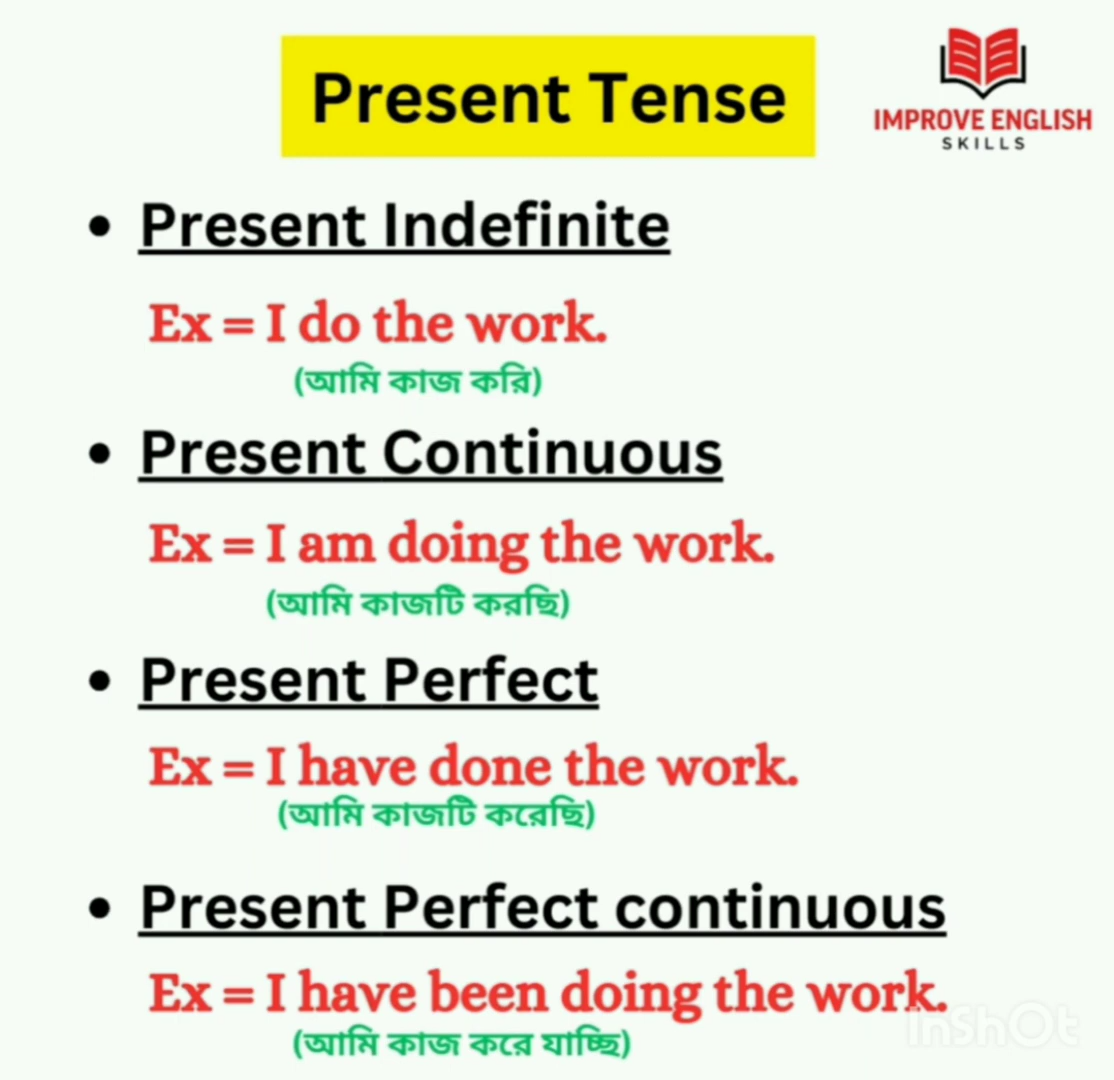 Present Tense
IMPROVE ENGLISH
SKILLS
• Present Indefinite
Ex = I do the work.
(আমি কাজ করি)
• Present Continuous
Ex = I am doing the work.
(আমি কাজটি করছি)
• Present Perfect
Ex = I have done the work.
(আমি কাজটি করেছি)
• Present Perfect continuous
Ex = I have been doing the work.
(আমি কাজ করে যাচ্ছি)
InShOt